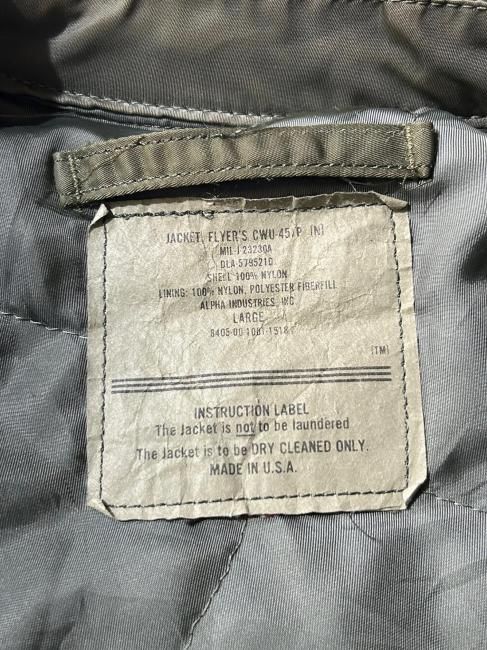 JACKET, FLYER'S CWU-45/P (N)
MIL-J-23230A
SHELL 100% NYLON
LINING: 100% NYLON, POLYESTER FIBERFILL
ALPHA INDUSTRIES, INC
LARGE
(TM)
INSTRUCTION LABEL
The Jacket is not to be laundered
The Jacket is to be DRY CLEANED ONLY.
MADE IN U.S.A.